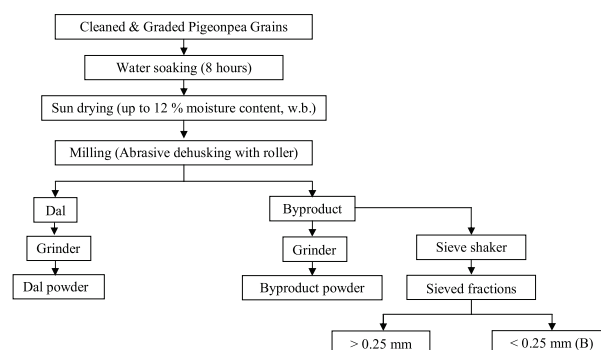 Cleaned & Graded Pigeonpea Grains
Water soaking (8 hours)
Sun drying (up to 12 % moisture content, w.b.)
Milling (Abrasive dehusking with roller)
Dal
Byproduct
Grinder
Grinder
Sieve shaker
Dal powder
Byproduct powder
Sieved fractions
> 0.25 mm
< 0.25 mm (B)